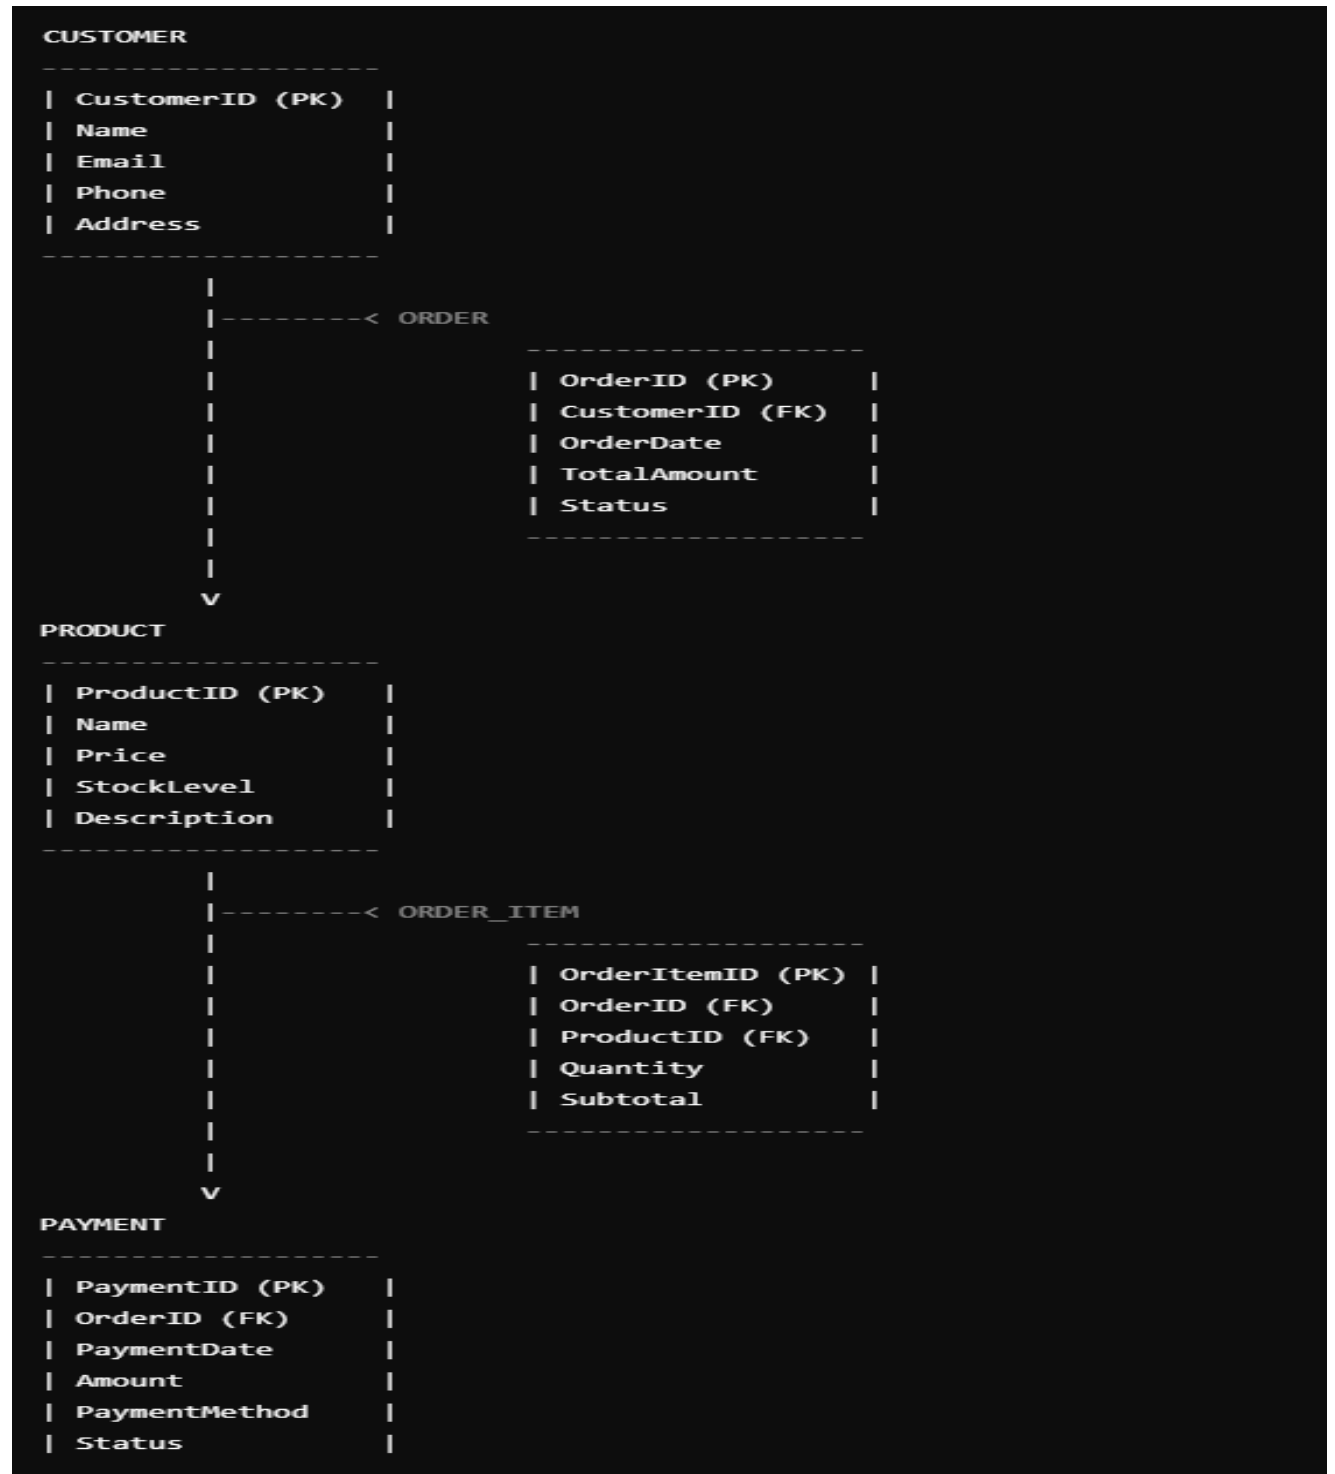 CUSTOMER
-------------------
| CustomerID (PK)  |
| Name             |
| Email            |
| Phone            |
| Address          |
-------------------
         |
         |--------< ORDER
         |                 -------------------
         |                 | OrderID (PK)     |
         |                 | CustomerID (FK)  |
         |                 | OrderDate        |
         |                 | TotalAmount      |
         |                 | Status           |
         |                 -------------------
         |
         v
PRODUCT
-------------------
| ProductID (PK)   |
| Name             |
| Price            |
| StockLevel       |
| Description      |
-------------------
         |
         |--------< ORDER_ITEM
         |                 -------------------
         |                 | OrderItemID (PK) |
         |                 | OrderID (FK)     |
         |                 | ProductID (FK)   |
         |                 | Quantity         |
         |                 | Subtotal         |
         |                 -------------------
         |
         v
PAYMENT
-------------------
| PaymentID (PK)   |
| OrderID (FK)     |
| PaymentDate      |
| Amount           |
| PaymentMethod    |
| Status           |